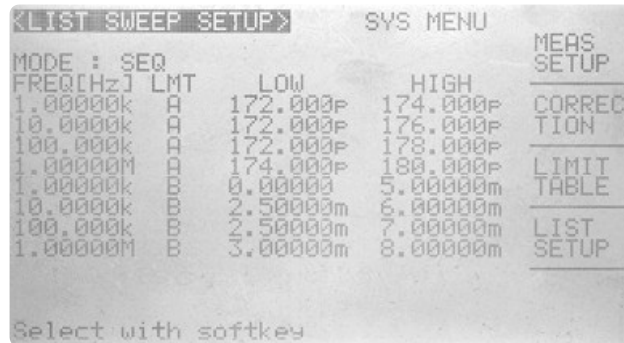 <LIST SWEEP SETUP> SYS MENU
MODE : SEQ
FREQ[Hz] LMT LOW HIGH
1.00000k A 172.000p 174.000p
10.0000k A 172.000p 176.000p
100.000k A 172.000p 178.000p
1.00000M A 174.000p 180.000p
1.00000k B 0.00000 5.00000m
10.0000k B 2.50000m 6.00000m
100.000k B 2.50000m 7.00000m
1.00000M B 3.00000m 8.00000m
Select with softkey
MEAS
SETUP
CORREC
TION
LIMIT
TABLE
LIST
SETUP